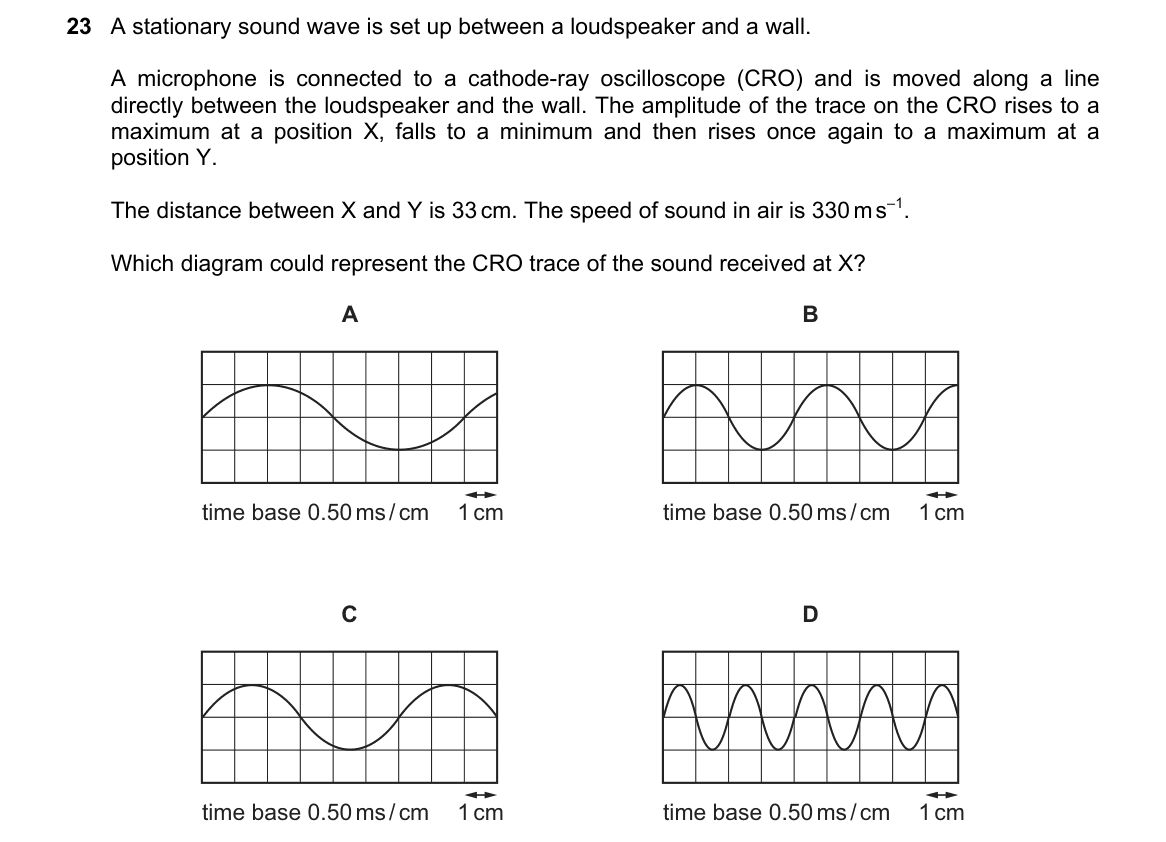 23 A stationary sound wave is set up between a loudspeaker and a wall.
A microphone is connected to a cathode-ray oscilloscope (CRO) and is moved along a line
directly between the loudspeaker and the wall. The amplitude of the trace on the CRO rises to a
maximum at a position X, falls to a minimum and then rises once again to a maximum at a
position Y.
The distance between X and Y is 33 cm. The speed of sound in air is 330 m s⁻¹.
Which diagram could represent the CRO trace of the sound received at X?
A B
time base 0.50 ms / cm 1 cm time base 0.50 ms / cm 1 cm
C D
time base 0.50 ms / cm 1 cm time base 0.50 ms / cm 1 cm